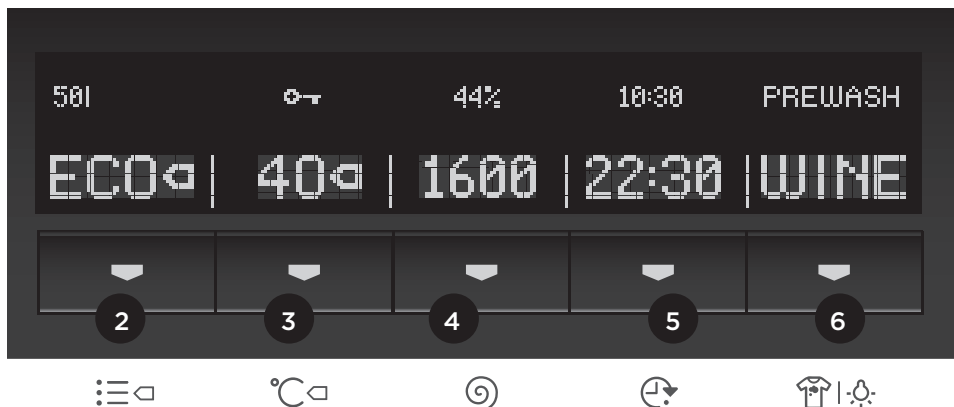 50l 44% 10:30 PREWASH
ECO | 40 | 1600 | 22:30 | WINE
2 3 4 5 6
°C